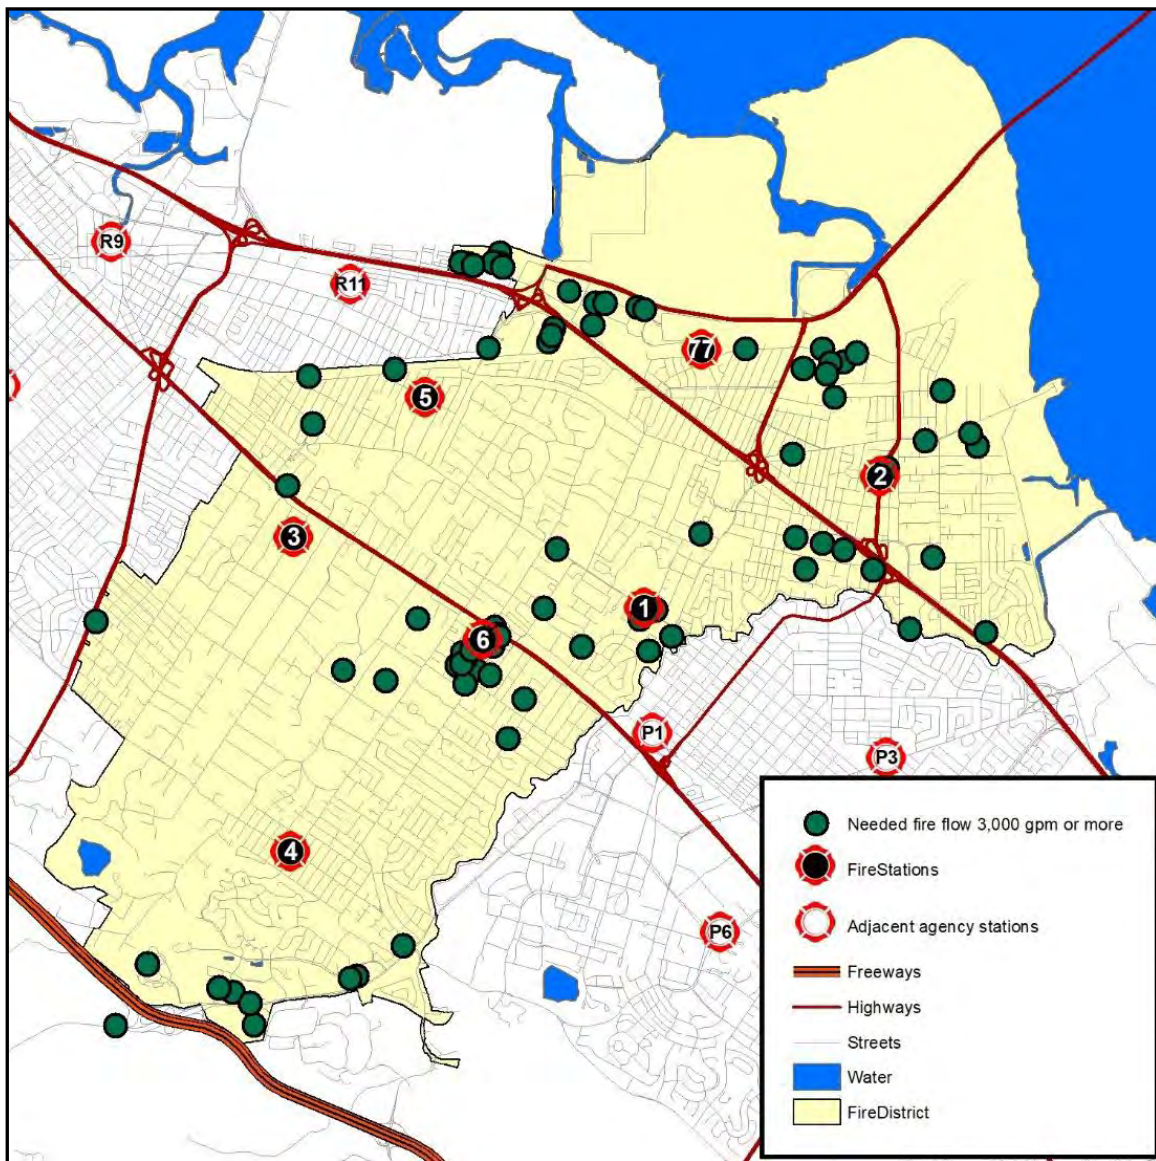 R9
R11
77
5
2
3
1
6
P1
P3
4
P6
Needed fire flow 3,000 gpm or more
FireStations
Adjacent agency stations
Freeways
Highways
Streets
Water
FireDistrict